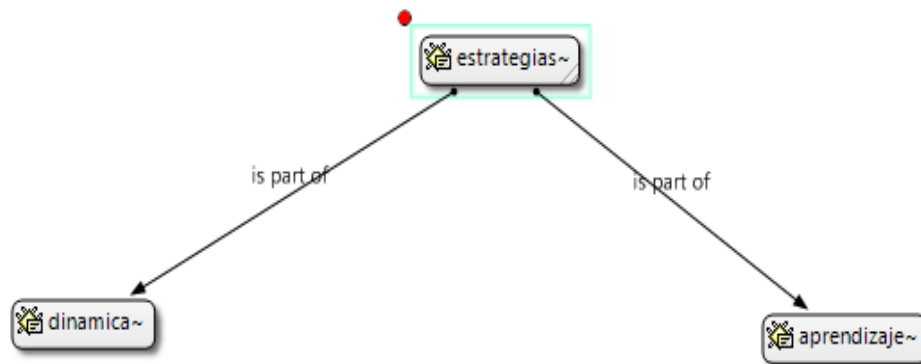 estrategias~
is part of
is part of
dinamica~
aprendizaje~